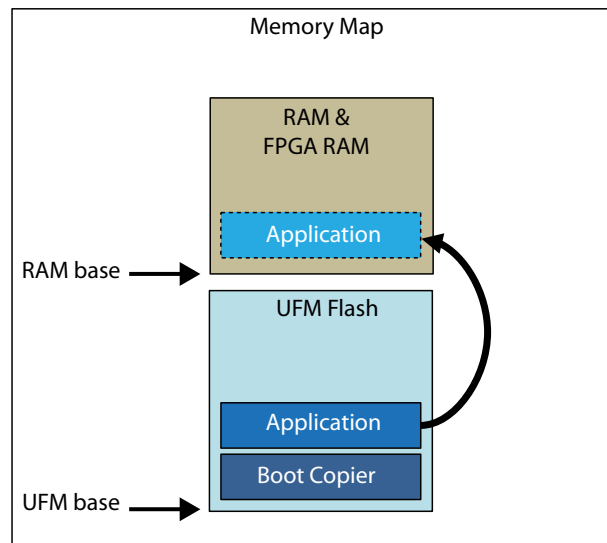 Memory Map
RAM &
FPGA RAM
Application
RAM base
UFM Flash
Application
Boot Copier
UFM base